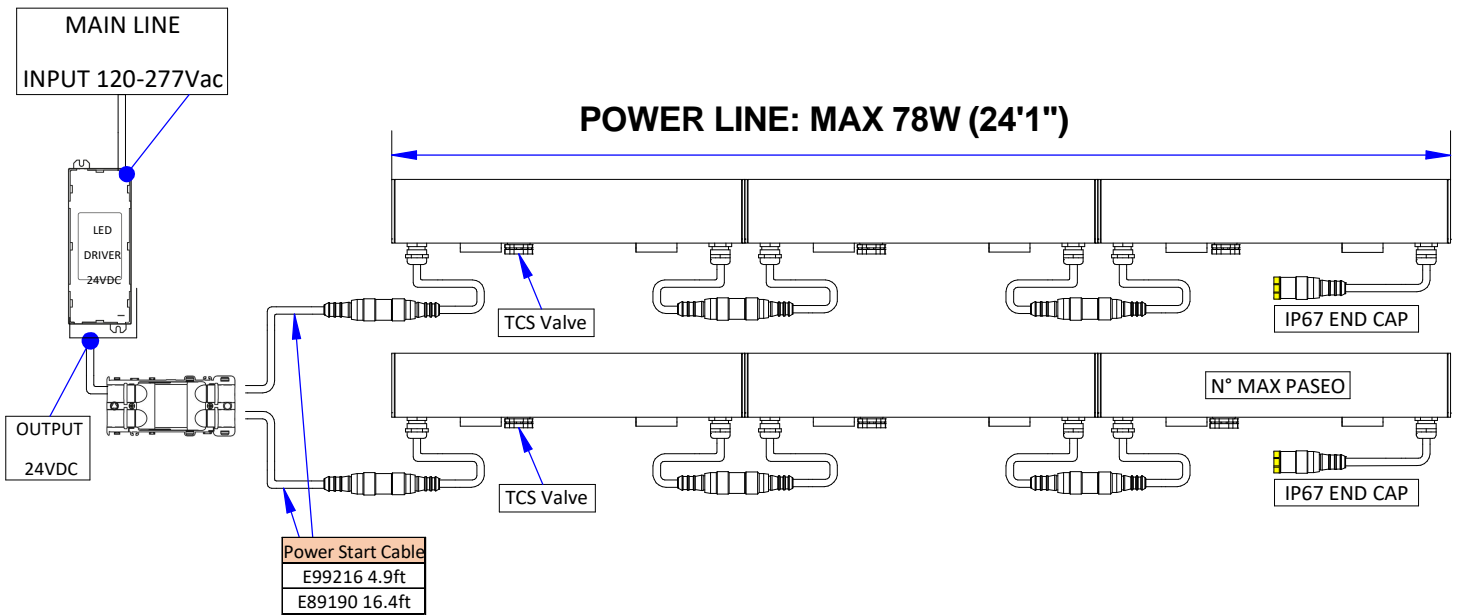 MAIN LINE
INPUT 120-277Vac
POWER LINE: MAX 78W (24'1")
LED
DRIVER
24VDC
TCS Valve
IP67 END CAP
N° MAX PASEO
OUTPUT
24VDC
TCS Valve
IP67 END CAP
Power Start Cable
E99216 4.9ft
E89190 16.4ft